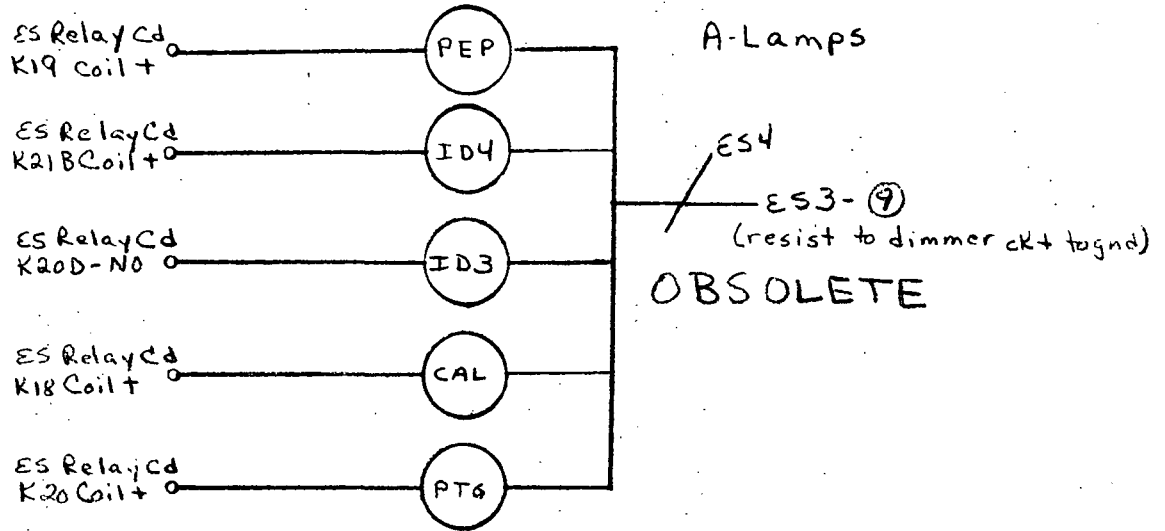 ES Relay Cd
K19 Coil +
PEP
A-Lamps
ES Relay Cd
K21B Coil +
ID4
ES4
ES3-9
(resist to dimmer ckt to gnd)
ES Relay Cd
K20D-NO
ID3
OBSOLETE
ES Relay Cd
K18 Coil +
CAL
ES Relay Cd
K20 Coil +
PTG